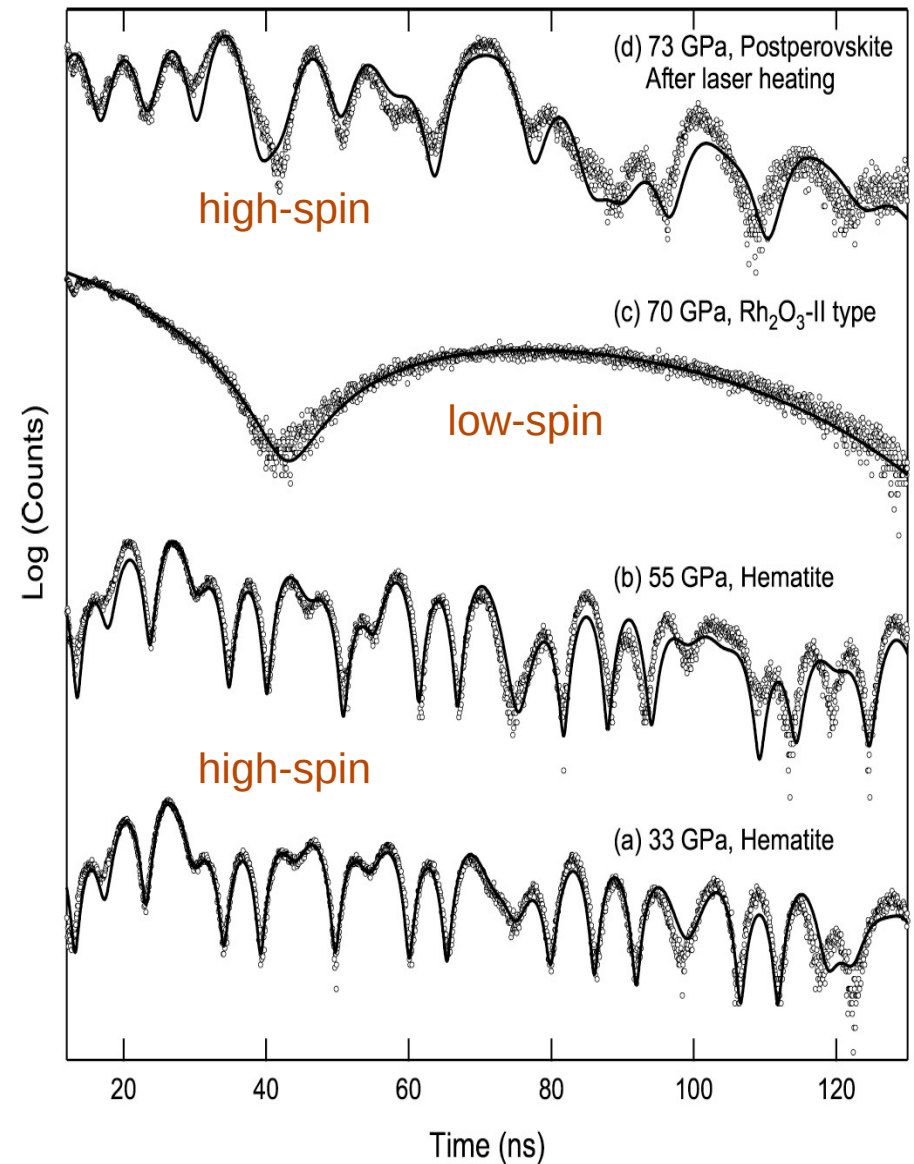 (d) 73 GPa, Postperovskite
After laser heating
high-spin
(c) 70 GPa, Rh₂O₃-II type
low-spin
Log (Counts)
(b) 55 GPa, Hematite
high-spin
(a) 33 GPa, Hematite
20 40 60 80 100 120
Time (ns)